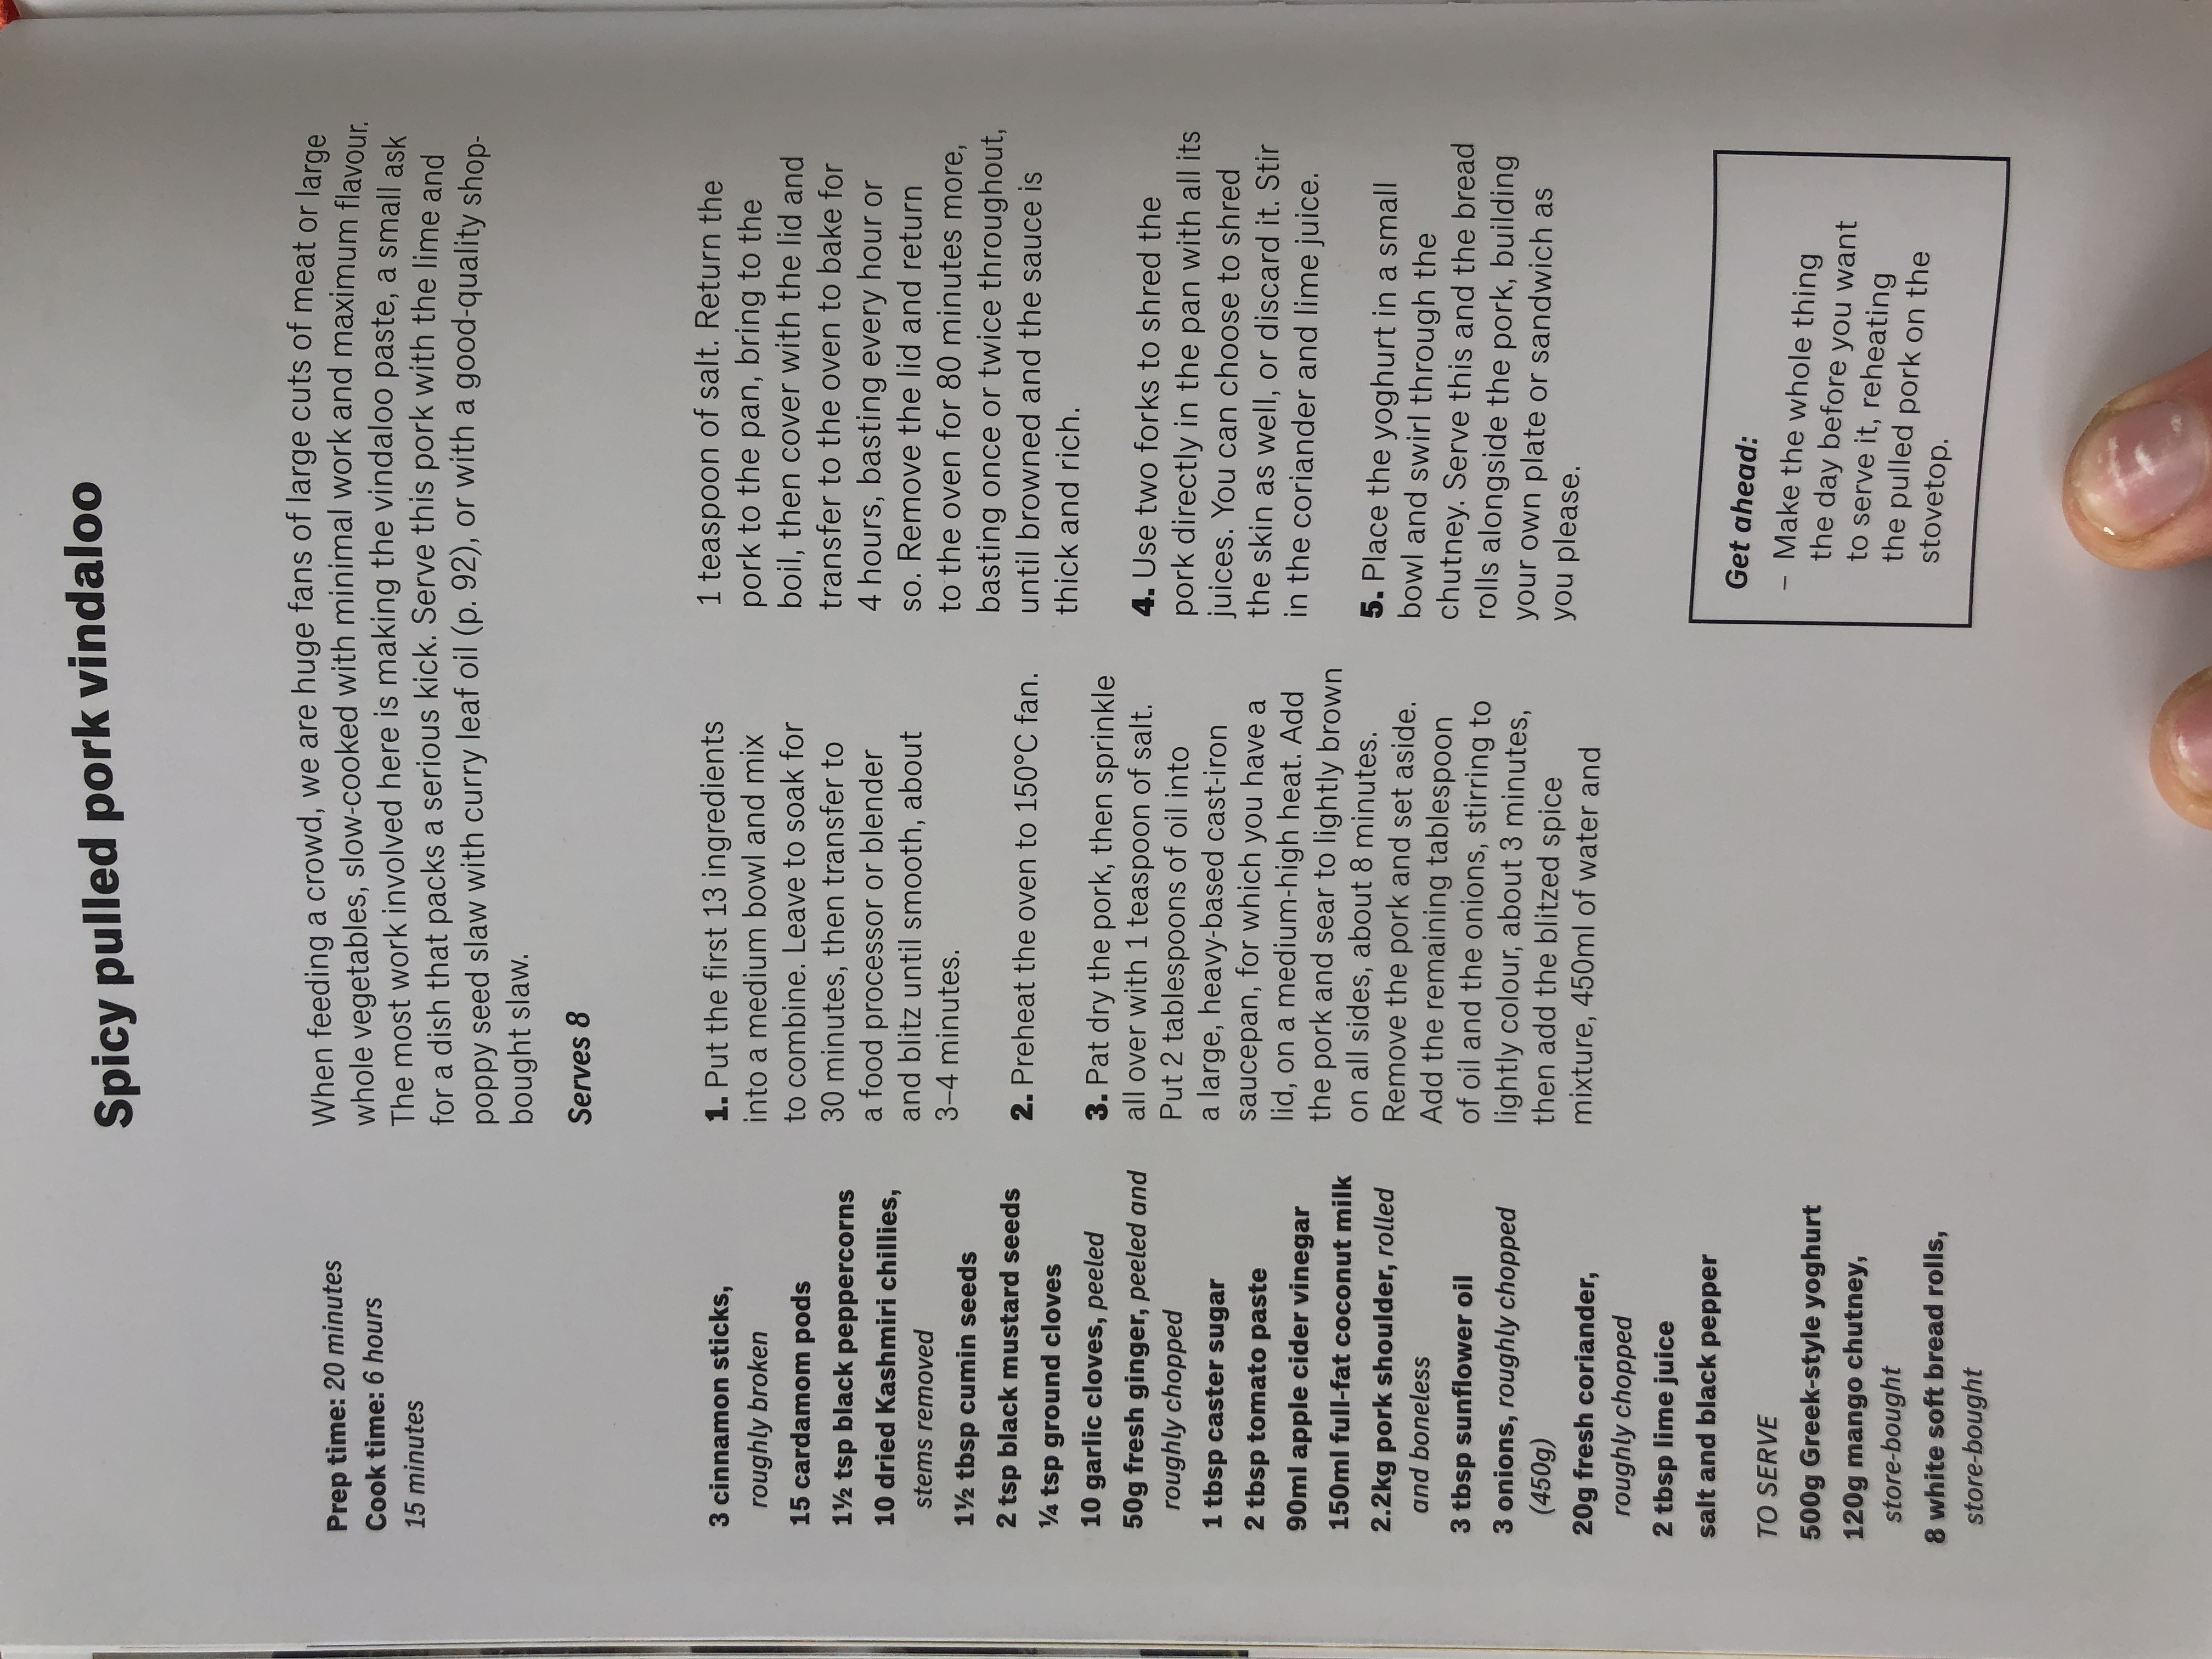 Spicy pulled pork vindaloo
Prep time: 20 minutes
Cook time: 6 hours
15 minutes
When feeding a crowd, we are huge fans of large cuts of meat or large
whole vegetables, slow-cooked with minimal work and maximum flavour.
The most work involved here is making the vindaloo paste, a small ask
for a dish that packs a serious kick. Serve this pork with the lime and
poppy seed slaw with curry leaf oil (p. 92), or with a good-quality shop-
bought slaw.
Serves 8
3 cinnamon sticks,
roughly broken
15 cardamom pods
1½ tsp black peppercorns
10 dried Kashmiri chillies,
stems removed
1½ tbsp cumin seeds
2 tsp black mustard seeds
¼ tsp ground cloves
10 garlic cloves, peeled
50g fresh ginger, peeled and
roughly chopped
1 tbsp caster sugar
2 tbsp tomato paste
90ml apple cider vinegar
150ml full-fat coconut milk
2.2kg pork shoulder, rolled
and boneless
3 tbsp sunflower oil
3 onions, roughly chopped
(450g)
20g fresh coriander,
roughly chopped
2 tbsp lime juice
salt and black pepper
TO SERVE
500g Greek-style yoghurt
120g mango chutney,
store-bought
8 white soft bread rolls,
store-bought
1. Put the first 13 ingredients
into a medium bowl and mix
to combine. Leave to soak for
30 minutes, then transfer to
a food processor or blender
and blitz until smooth, about
3–4 minutes.
2. Preheat the oven to 150°C fan.
3. Pat dry the pork, then sprinkle
all over with 1 teaspoon of salt.
Put 2 tablespoons of oil into
a large, heavy-based cast-iron
saucepan, for which you have a
lid, on a medium-high heat. Add
the pork and sear to lightly brown
on all sides, about 8 minutes.
Remove the pork and set aside.
Add the remaining tablespoon
of oil and the onions, stirring to
lightly colour, about 3 minutes,
then add the blitzed spice
mixture, 450ml of water and
1 teaspoon of salt. Return the
pork to the pan, bring to the
boil, then cover with the lid and
transfer to the oven to bake for
4 hours, basting every hour or
so. Remove the lid and return
to the oven for 80 minutes more,
basting once or twice throughout,
until browned and the sauce is
thick and rich.
4. Use two forks to shred the
pork directly in the pan with all its
juices. You can choose to shred
the skin as well, or discard it. Stir
in the coriander and lime juice.
5. Place the yoghurt in a small
bowl and swirl through the
chutney. Serve this and the bread
rolls alongside the pork, building
your own plate or sandwich as
you please.
Get ahead:
– Make the whole thing
the day before you want
to serve it, reheating
the pulled pork on the
stovetop.